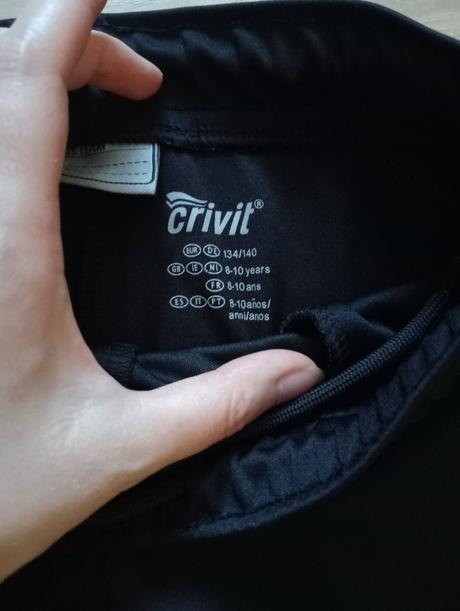 crivit®
EUR DE 134/140
GB IE NI 8-10 years
FR 8-10 ans
ES IT PT 8-10 años/
anni/anos